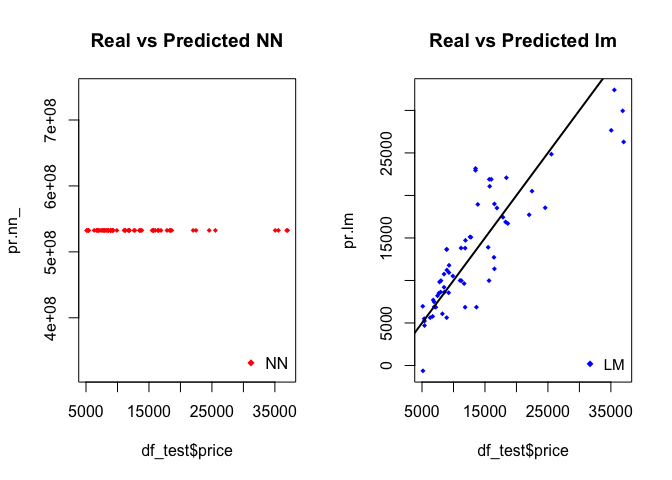 Real vs Predicted NN
pr.nn_
7e+08
6e+08
5e+08
4e+08
NN
5000 15000 25000 35000
df_test$price
Real vs Predicted lm
pr.lm
25000
15000
5000
0
LM
5000 15000 25000 35000
df_test$price